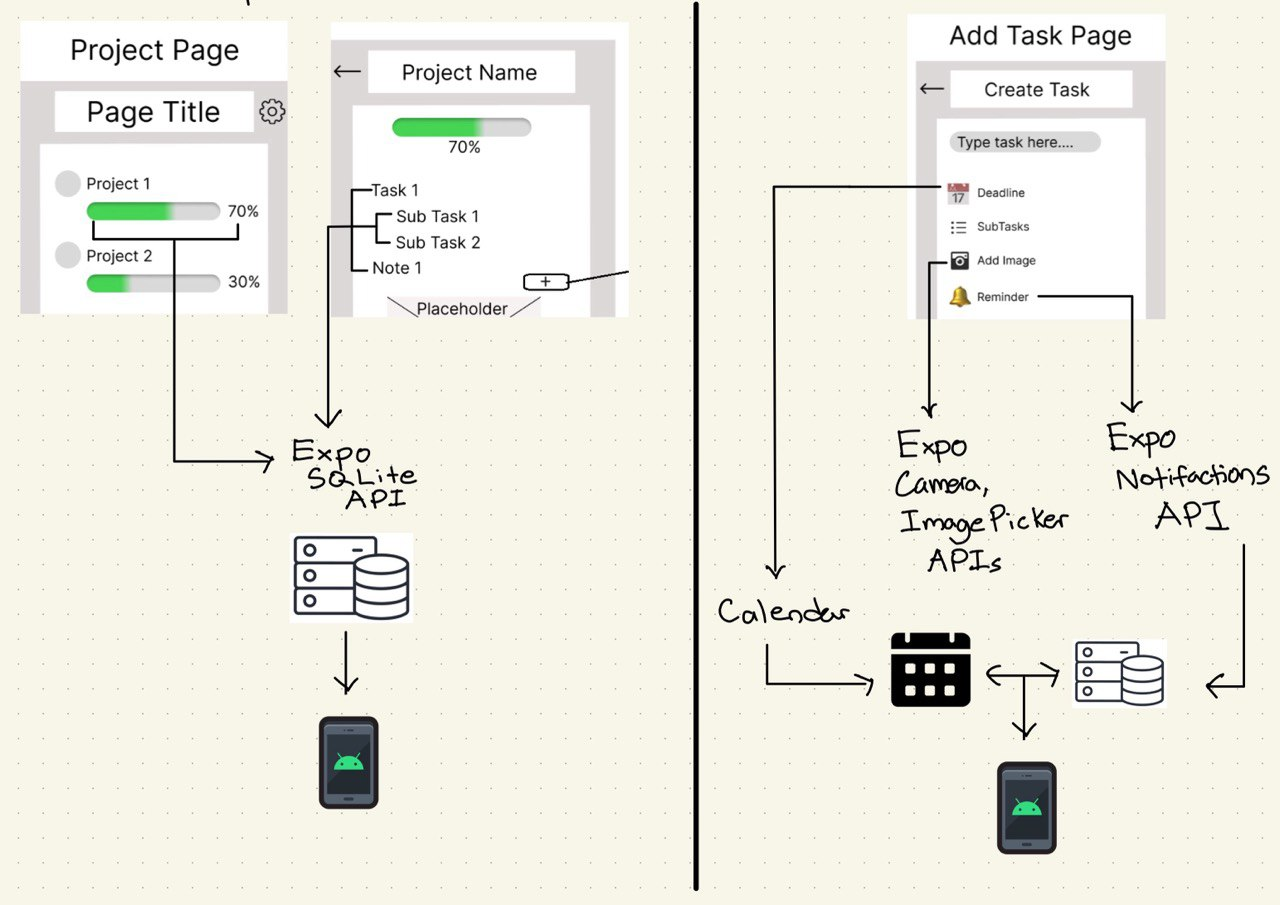 Project Page
Page Title
Project 1
70%
Project 2
30%
Project Name
70%
Task 1
Sub Task 1
Sub Task 2
Note 1
+
Placeholder
Expo
SQLite
API
Add Task Page
Create Task
Type task here....
17
Deadline
SubTasks
Add Image
Reminder
Expo
Camera,
ImagePicker
APIs
Expo
Notifactions
API
Calendar